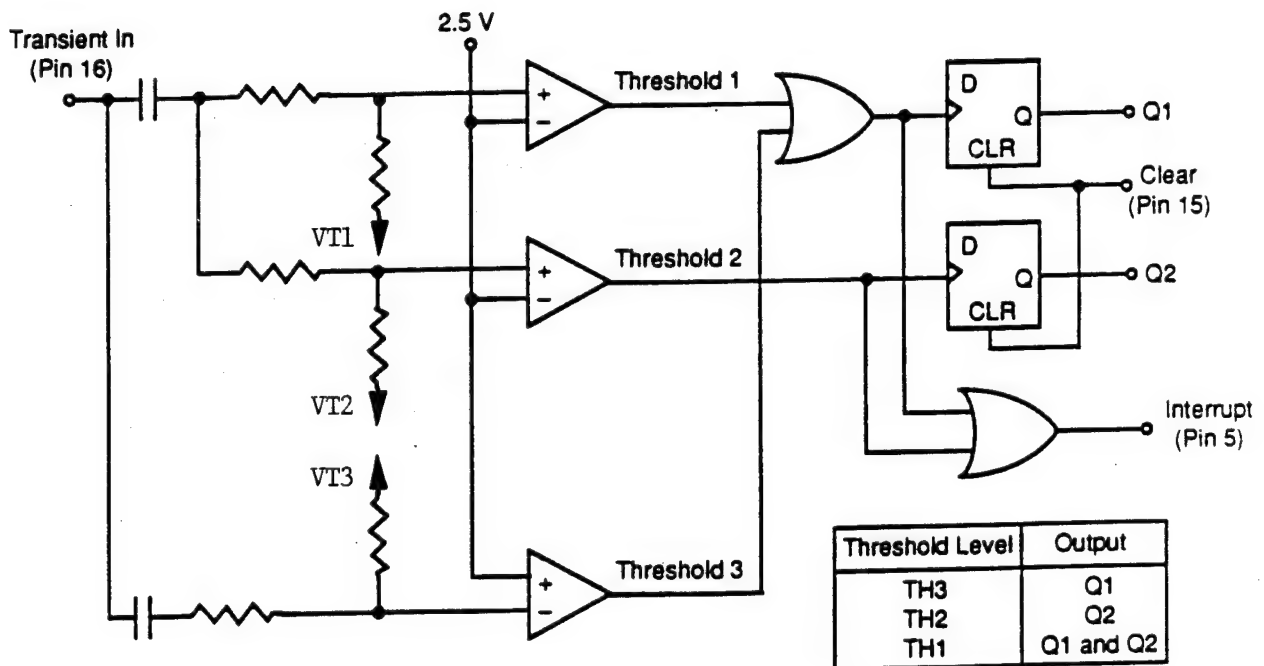 2.5 V
Transient In
(Pin 16)
Threshold 1
+
−
D
Q
CLR
Q1
Clear
(Pin 15)
VT1
Threshold 2
+
−
D
Q
CLR
Q2
VT2
VT3
Interrupt
(Pin 5)
Threshold 3
+
−
Threshold Level Output
TH3 Q1
TH2 Q2
TH1 Q1 and Q2